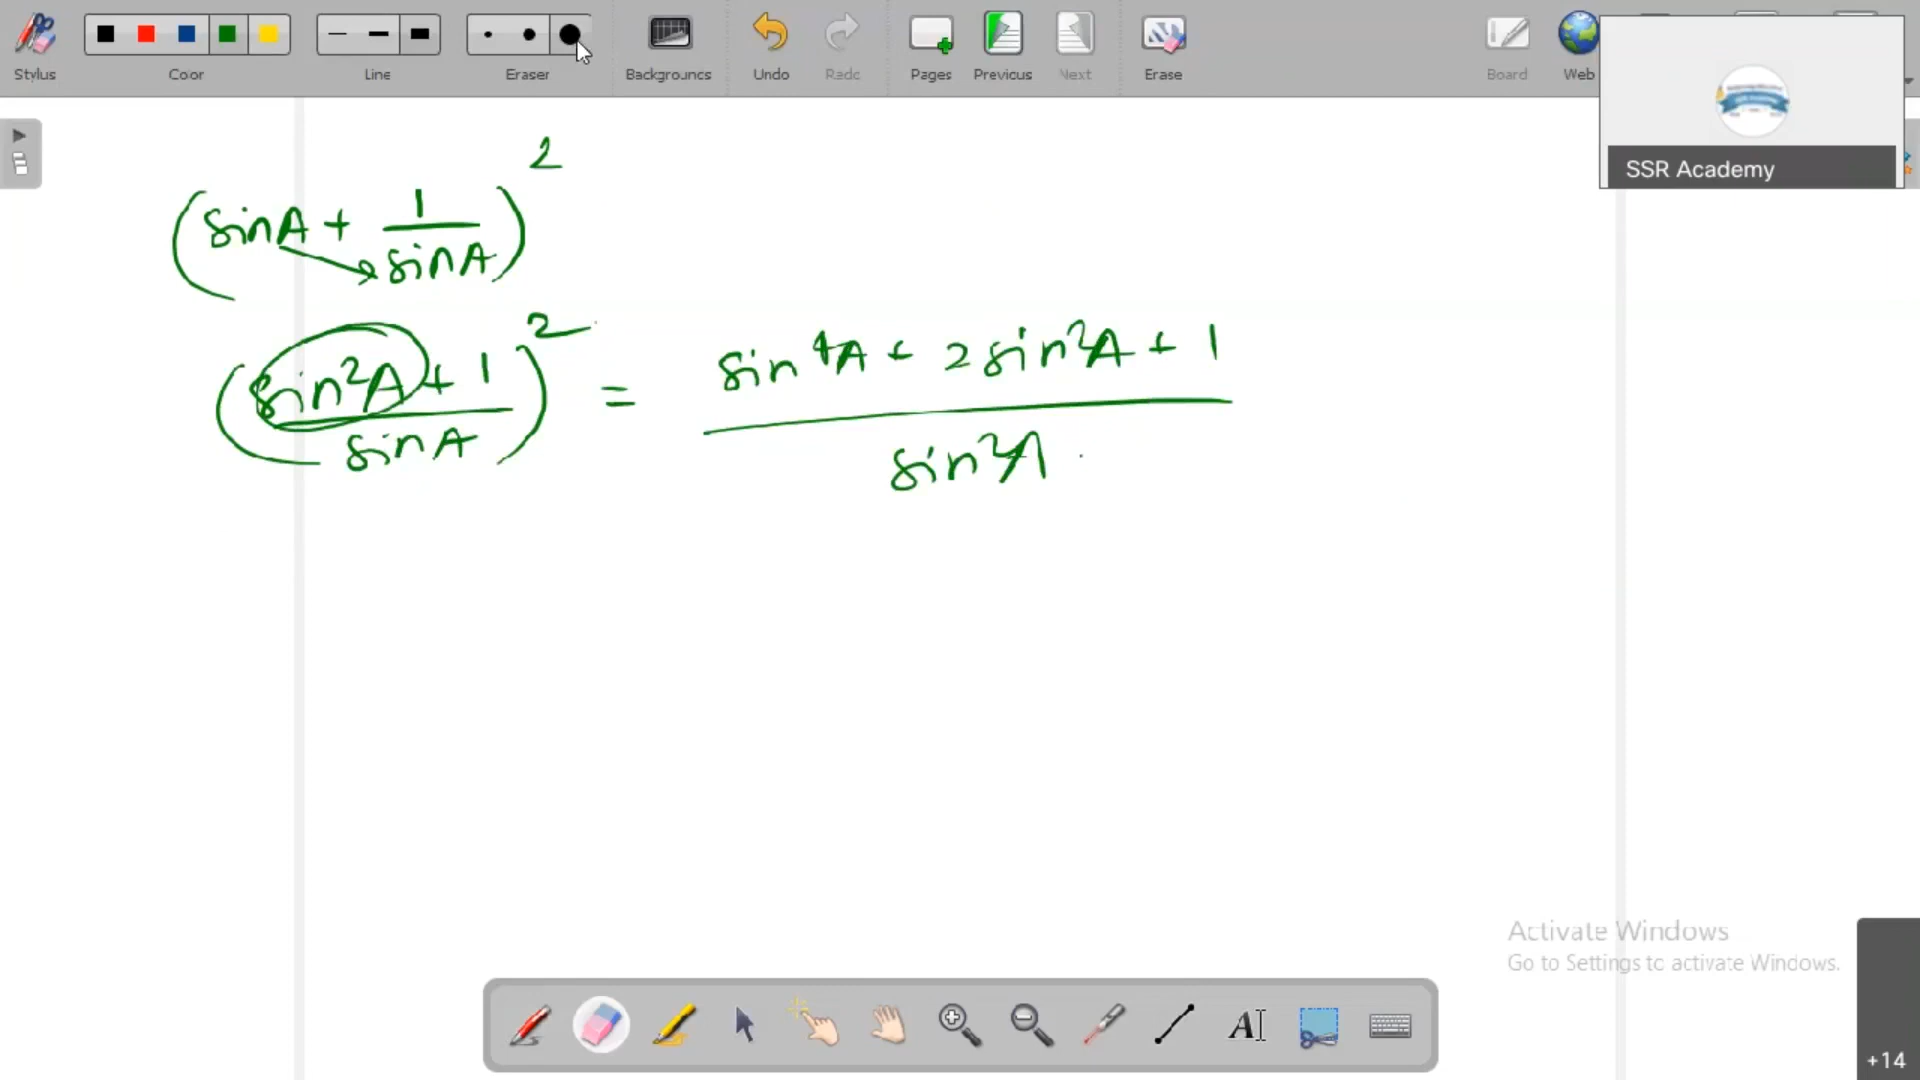 Stylus Color Line Eraser Backgrounds Undo Redo Pages Previous Next Erase Board Web
SSR Academy
(sinA + 1/sinA)²
((sin²A + 1)/sinA)² = (sin⁴A + 2sin²A + 1)/sin²A
Activate Windows
Go to Settings to activate Windows.
+14